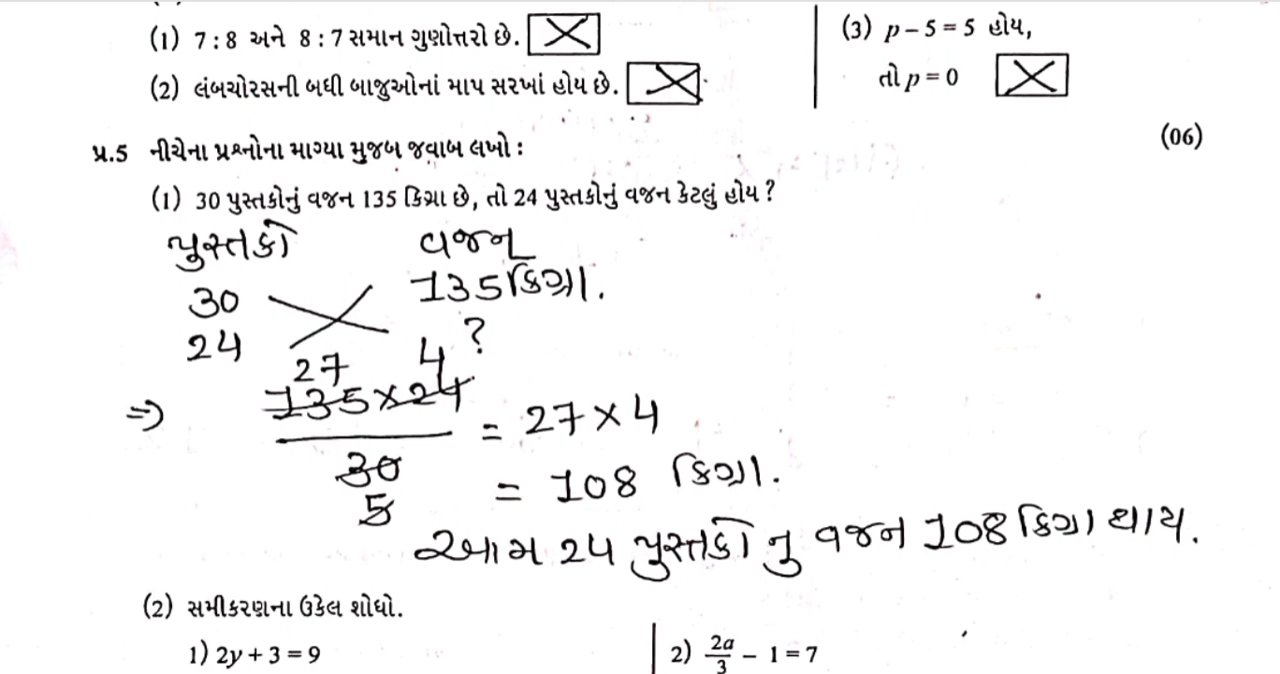 (1) 7 : 8 અને 8 : 7 સમાન ગુણોત્તરો છે.
(2) લંબચોરસની બધી બાજુઓનાં માપ સરખાં હોય છે.
(3) p – 5 = 5 હોય,
તો p = 0
પ્ર.5 નીચેના પ્રશ્નોના માગ્યા મુજબ જવાબ લખો :
(06)
(1) 30 પુસ્તકોનું વજન 135 કિગ્રા છે, તો 24 પુસ્તકોનું વજન કેટલું હોય ?
પુસ્તકો વજન
30 135 કિગ્રા.
24 ?
27 4
⇒ 135 × 24 = 27 × 4
30 = 108 કિગ્રા.
5
આમ 24 પુસ્તકો નુ વજન 108 કિગ્રા થાય.
(2) સમીકરણના ઉકેલ શોધો.
1) 2y + 3 = 9
2) 2a/3 – 1 = 7